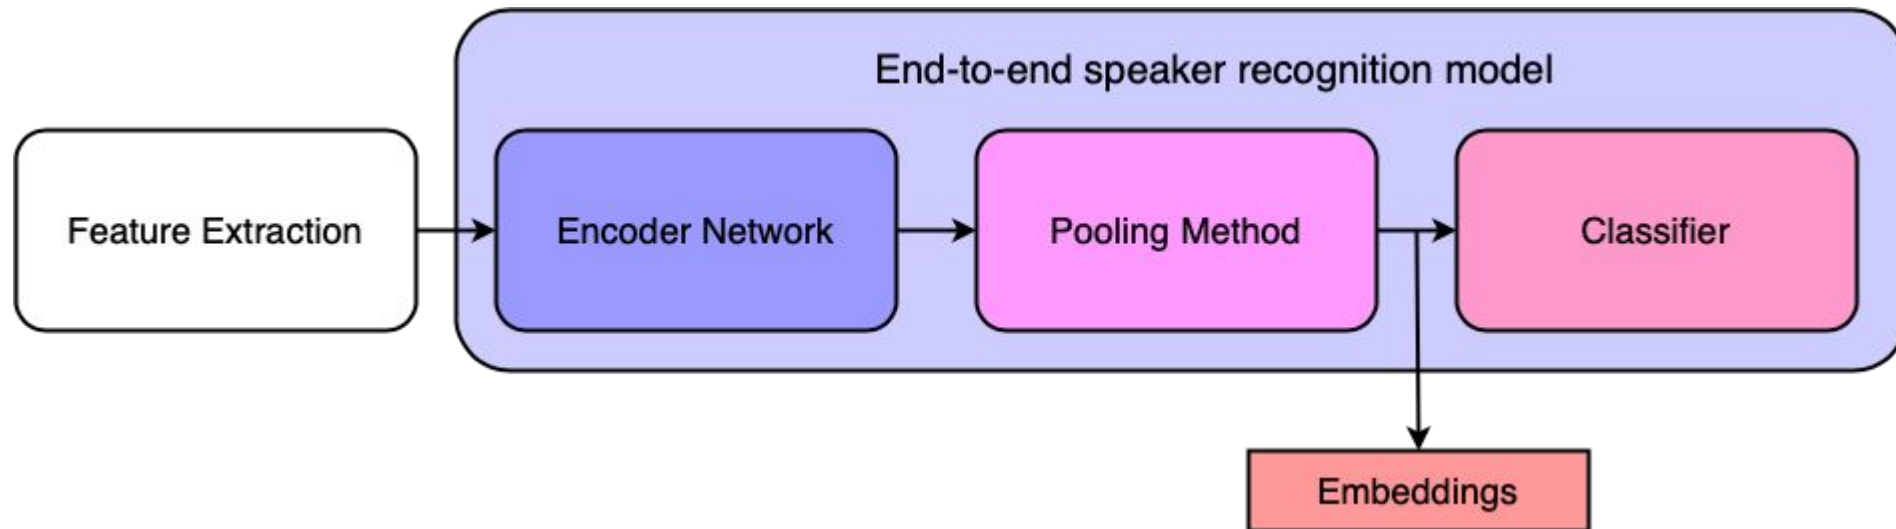 End-to-end speaker recognition model
Feature Extraction
Encoder Network
Pooling Method
Classifier
Embeddings